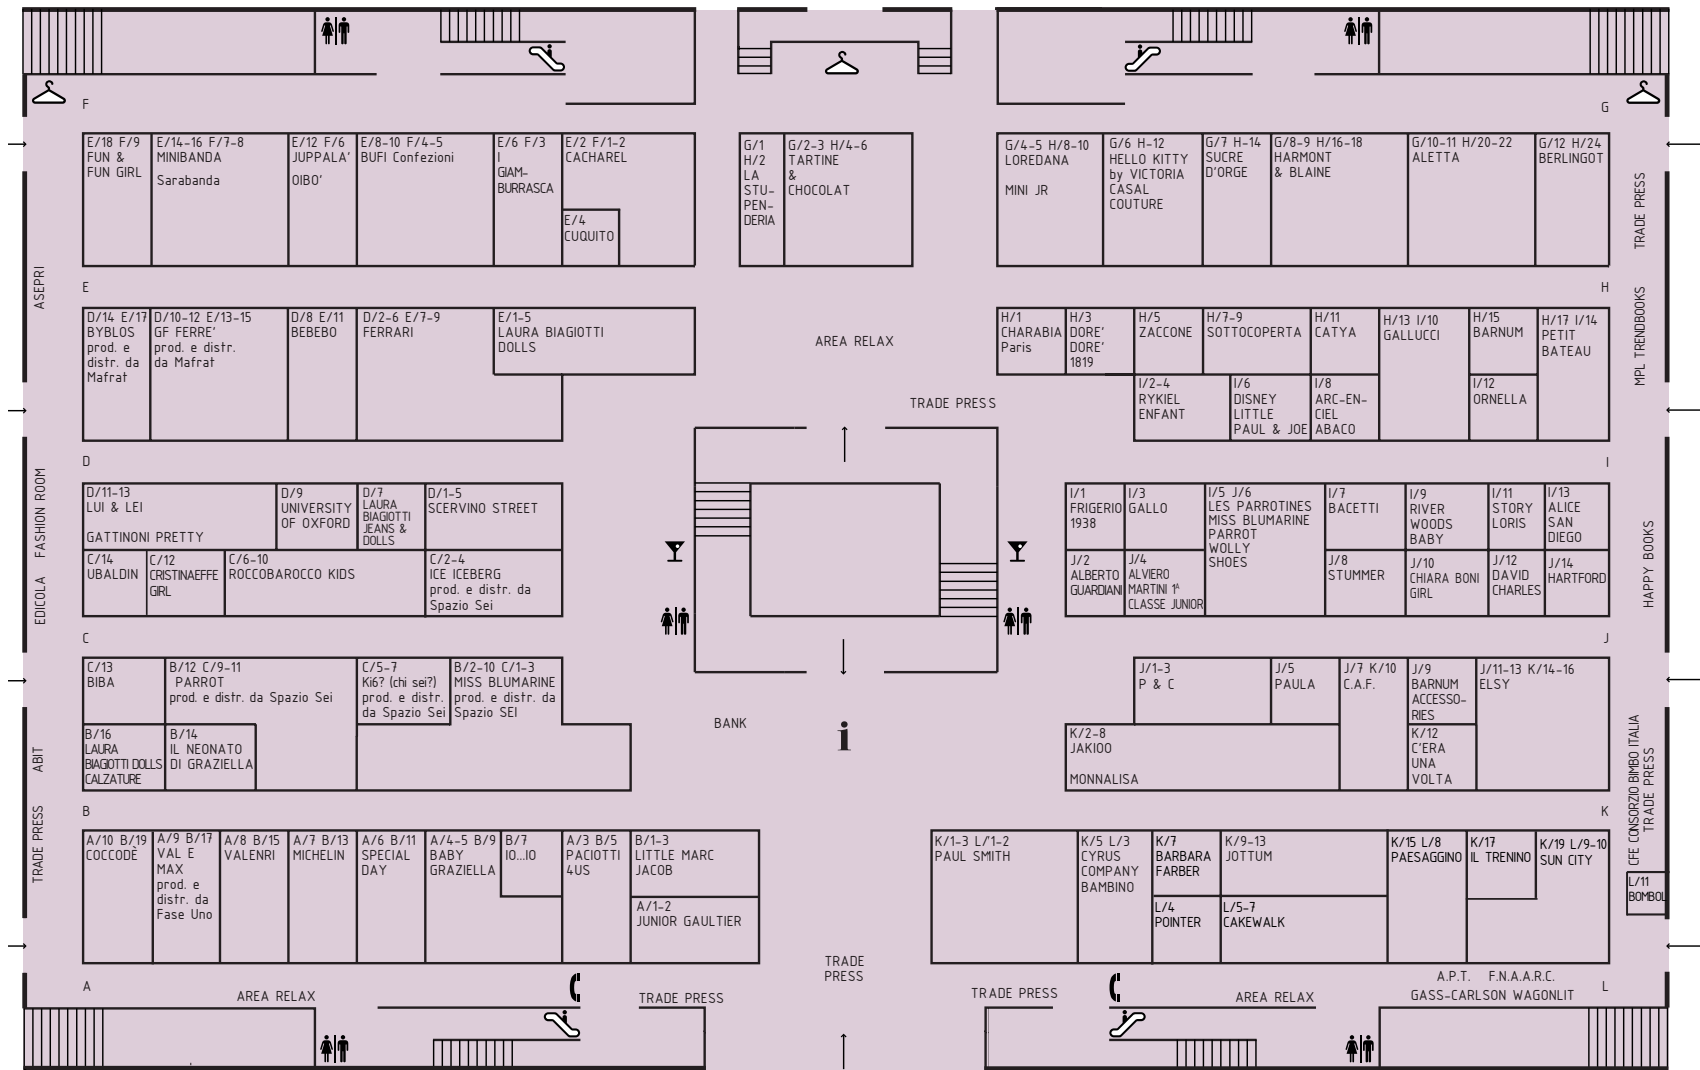 F
G
E/18 F/9
FUN &
FUN GIRL
E/14-16 F/7-8
MINIBANDA
Sarabanda
E/12 F/6
JUPPALA'
OIBO'
E/8-10 F/4-5
BUFI Confezioni
E/6 F/3
I
GIAM-
BURRASCA
E/2 F/1-2
CACHAREL
E/4
CUQUITO
G/1
H/2
LA
STU-
PEN-
DERIA
G/2-3 H/4-6
TARTINE
&
CHOCOLAT
G/4-5 H/8-10
LOREDANA
MINI JR
G/6 H-12
HELLO KITTY
by VICTORIA
CASAL
COUTURE
G/7 H-14
SUCRE
D'ORGE
G/8-9 H/16-18
HARMONT
& BLAINE
G/10-11 H/20-22
ALETTA
G/12 H/24
BERLINGOT
TRADE PRESS
ASEPRI
E
H
D/14 E/17
BYBLOS
prod. e
distr. da
Mafrat
D/10-12 E/13-15
GF FERRE'
prod. e distr.
da Mafrat
D/8 E/11
BEBEBO
D/2-6 E/7-9
FERRARI
E/1-5
LAURA BIAGIOTTI
DOLLS
AREA RELAX
H/1
CHARABIA
Paris
H/3
DORE'
DORE'
1819
H/5
ZACCONE
H/7-9
SOTTOCOPERTA
H/11
CATYA
H/13 I/10
GALLUCCI
H/15
BARNUM
H/17 I/14
PETIT
BATEAU
MPL TRENDBOOKS
I/2-4
RYKIEL
ENFANT
I/6
DISNEY
LITTLE
PAUL & JOE
I/8
ARC-EN-
CIEL
ABACO
I/12
ORNELLA
TRADE PRESS
D
I
FASHION ROOM
D/11-13
LUI & LEI
GATTINONI PRETTY
D/9
UNIVERSITY
OF OXFORD
D/7
LAURA
BIAGIOTTI
JEANS &
DOLLS
D/1-5
SCERVINO STREET
I/1
FRIGERIO
1938
I/3
GALLO
I/5 J/6
LES PARROTINES
MISS BLUMARINE
PARROT
WOLLY
SHOES
I/7
BACETTI
I/9
RIVER
WOODS
BABY
I/11
STORY
LORIS
I/13
ALICE
SAN
DIEGO
EDICOLA
C/14
UBALDIN
C/12
CRISTINAEFFE
GIRL
C/6-10
ROCCOBAROCCO KIDS
C/2-4
ICE ICEBERG
prod. e distr. da
Spazio Sei
J/2
ALBERTO
GUARDIANI
J/4
ALVIERO
MARTINI 1ª
CLASSE JUNIOR
J/8
STUMMER
J/10
CHIARA BONI
GIRL
J/12
DAVID
CHARLES
J/14
HARTFORD
HAPPY BOOKS
C
J
C/13
BIBA
B/12 C/9-11
PARROT
prod. e distr. da Spazio Sei
C/5-7
Ki6? (chi sei?)
prod. e distr.
da Spazio Sei
B/2-10 C/1-3
MISS BLUMARINE
prod. e distr. da
Spazio SEI
J/1-3
P & C
J/5
PAULA
J/7 K/10
C.A.F.
J/9
BARNUM
ACCESSO-
RIES
J/11-13 K/14-16
ELSY
ABIT
B/16
LAURA
BIAGIOTTI DOLLS
CALZATURE
B/14
IL NEONATO
DI GRAZIELLA
BANK
i
K/2-8
JAKIOO
MONNALISA
K/12
C'ERA
UNA
VOLTA
CFE CONSORZIO BIMBO ITALIA
TRADE PRESS
B
K
TRADE PRESS
A/10 B/19
COCCODÈ
A/9 B/17
VAL E
MAX
prod. e
distr. da
Fase Uno
A/8 B/15
VALENRI
A/7 B/13
MICHELIN
A/6 B/11
SPECIAL
DAY
A/4-5 B/9
BABY
GRAZIELLA
B/7
IO...IO
A/3 B/5
PACIOTTI
4US
B/1-3
LITTLE MARC
JACOB
A/1-2
JUNIOR GAULTIER
K/1-3 L/'1-2
PAUL SMITH
K/5 L/3
CYRUS
COMPANY
BAMBINO
K/7
BARBARA
FARBER
K/9-13
JOTTUM
K/15 L/8
PAESAGGINO
K/17
IL TRENINO
K/19 L/9-10
SUN CITY
L/4
POINTER
L/5-7
CAKEWALK
L/11
BOMBOL
A
AREA RELAX
TRADE PRESS
TRADE
PRESS
TRADE PRESS
AREA RELAX
A.P.T. F.N.A.A.R.C.
GASS-CARLSON WAGONLIT
L